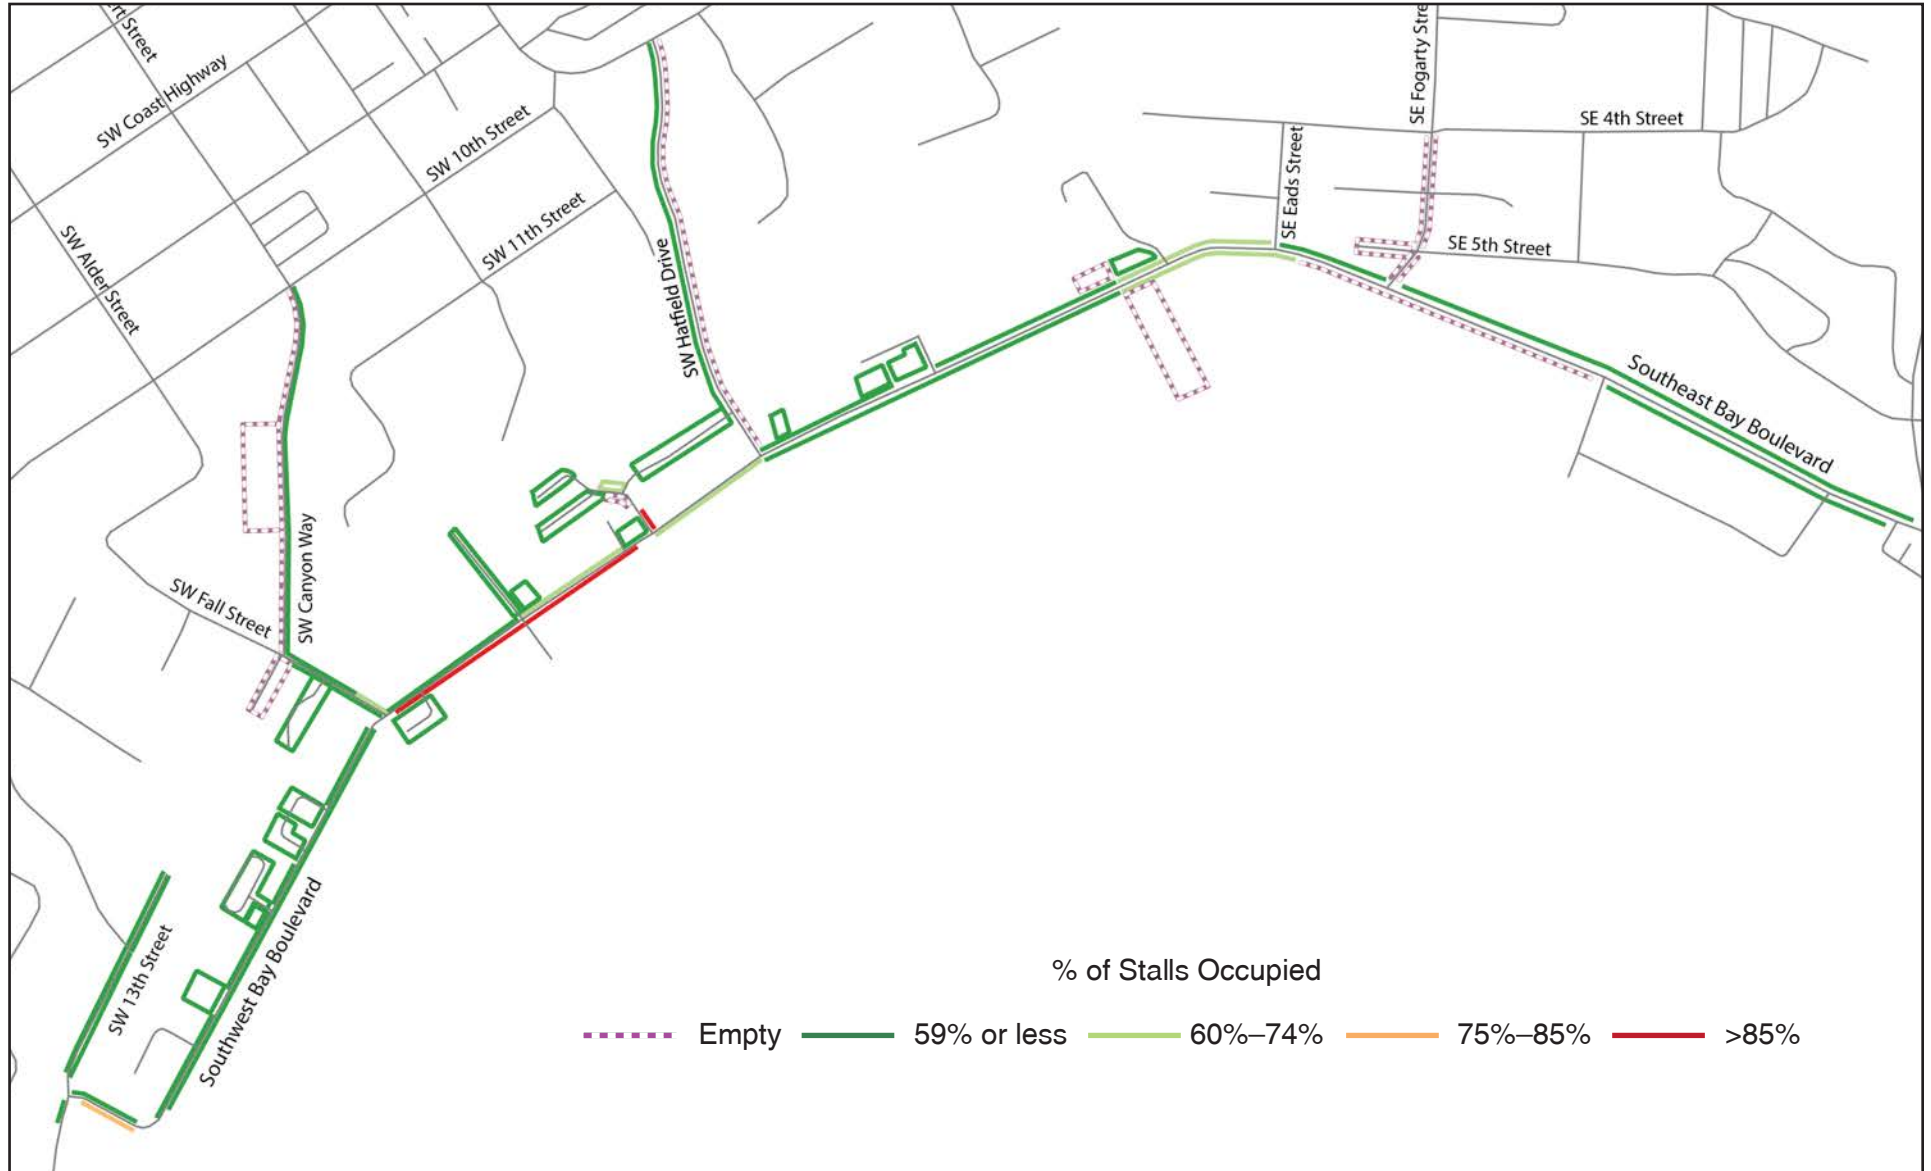 rt Street
SW Coast Highway
SW 10th Street
SW 11th Street
SW Alder Street
SW Hatfield Drive
SE Fogarty Stre
SE 4th Street
SE Eads Street
SE 5th Street
Southeast Bay Boulevard
SW Canyon Way
SW Fall Street
SW 13th Street
Southwest Bay Boulevard
% of Stalls Occupied
Empty 59% or less 60%–74% 75%–85% >85%